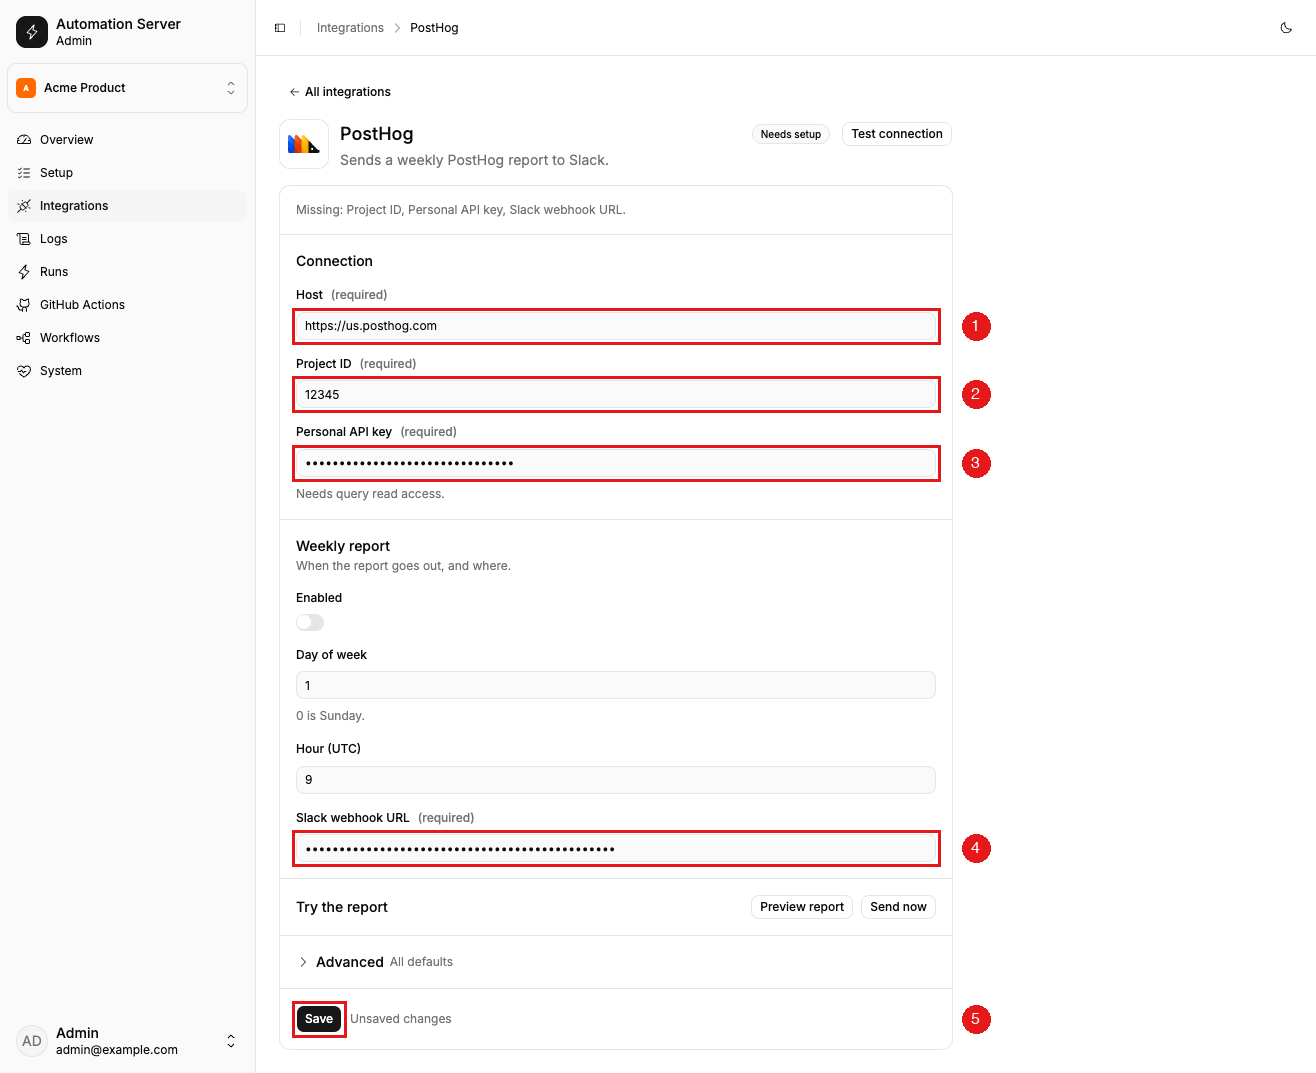 Automation Server
Admin
A
Acme Product
Overview
Setup
Integrations
Logs
Runs
GitHub Actions
Workflows
System
AD
Admin
admin@example.com
Integrations
PostHog
All integrations
PostHog
Sends a weekly PostHog report to Slack.
Needs setup
Test connection
Missing: Project ID, Personal API key, Slack webhook URL.
Connection
Host (required)
https://us.posthog.com
1
Project ID (required)
12345
2
Personal API key (required)
3
Needs query read access.
Weekly report
When the report goes out, and where.
Enabled
Day of week
1
0 is Sunday.
Hour (UTC)
9
Slack webhook URL (required)
4
Try the report
Preview report
Send now
Advanced All defaults
Save
Unsaved changes
5